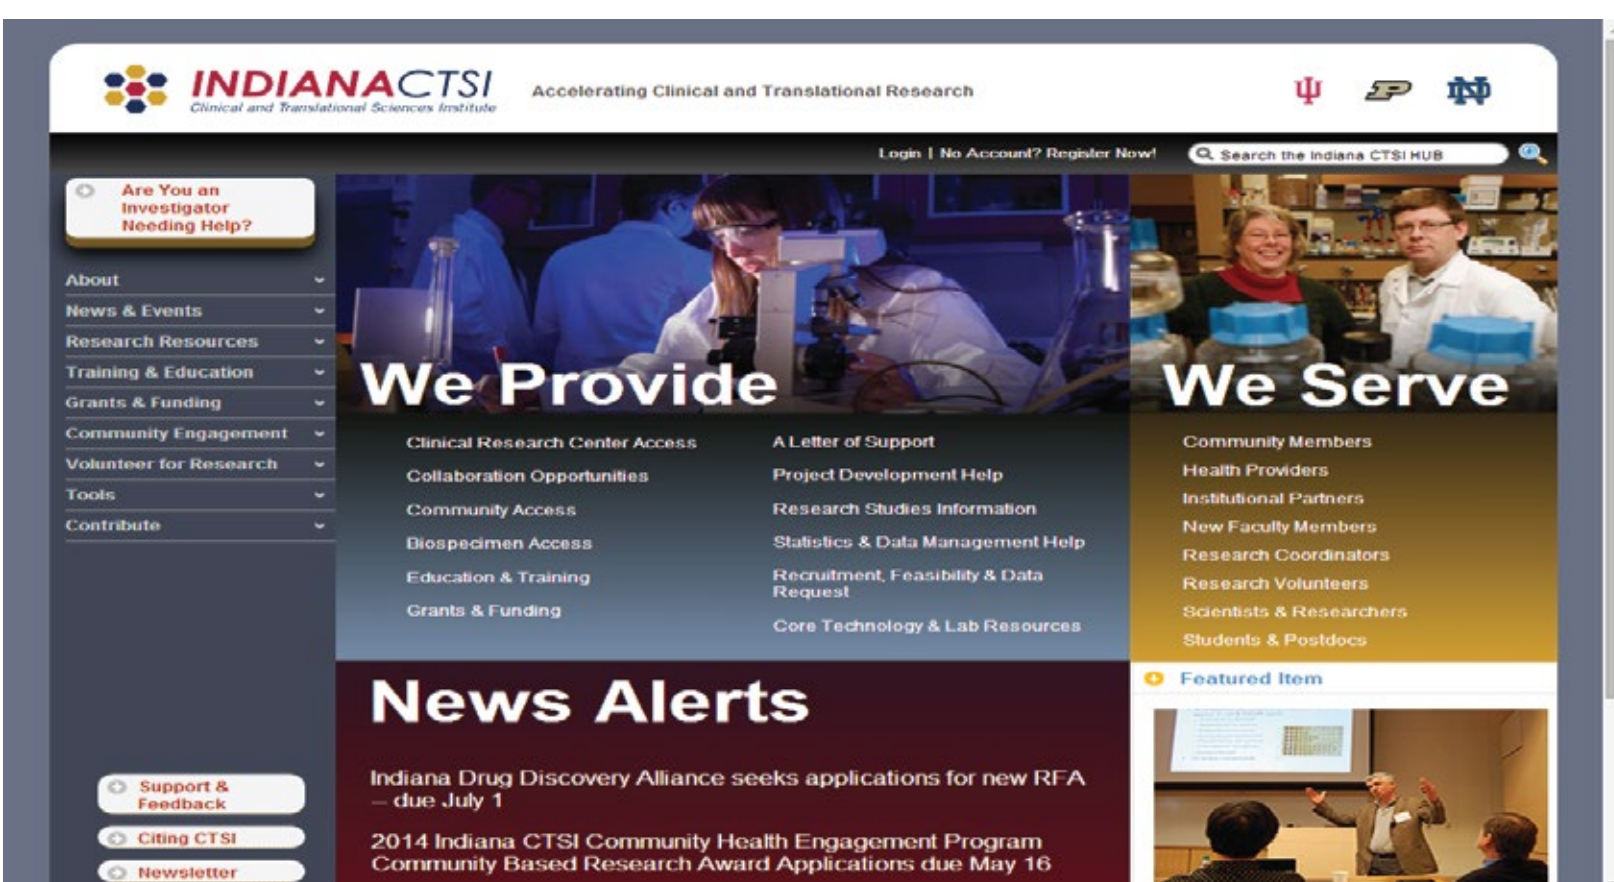 INDIANACTSI
Clinical and Translational Sciences Institute
Accelerating Clinical and Translational Research
Login | No Account? Register Now!
Search the Indiana CTSI HUB
Are You an
Investigator
Needing Help?
About
News & Events
Research Resources
Training & Education
Grants & Funding
Community Engagement
Volunteer for Research
Tools
Contribute
Support &
Feedback
Citing CTSI
Newsletter
We Provide
Clinical Research Center Access
Collaboration Opportunities
Community Access
Biospecimen Access
Education & Training
Grants & Funding
A Letter of Support
Project Development Help
Research Studies Information
Statistics & Data Management Help
Recruitment, Feasibility & Data
Request
Core Technology & Lab Resources
We Serve
Community Members
Health Providers
Institutional Partners
New Faculty Members
Research Coordinators
Research Volunteers
Scientists & Researchers
Students & Postdocs
News Alerts
Indiana Drug Discovery Alliance seeks applications for new RFA
– due July 1
2014 Indiana CTSI Community Health Engagement Program
Community Based Research Award Applications due May 16
Featured Item